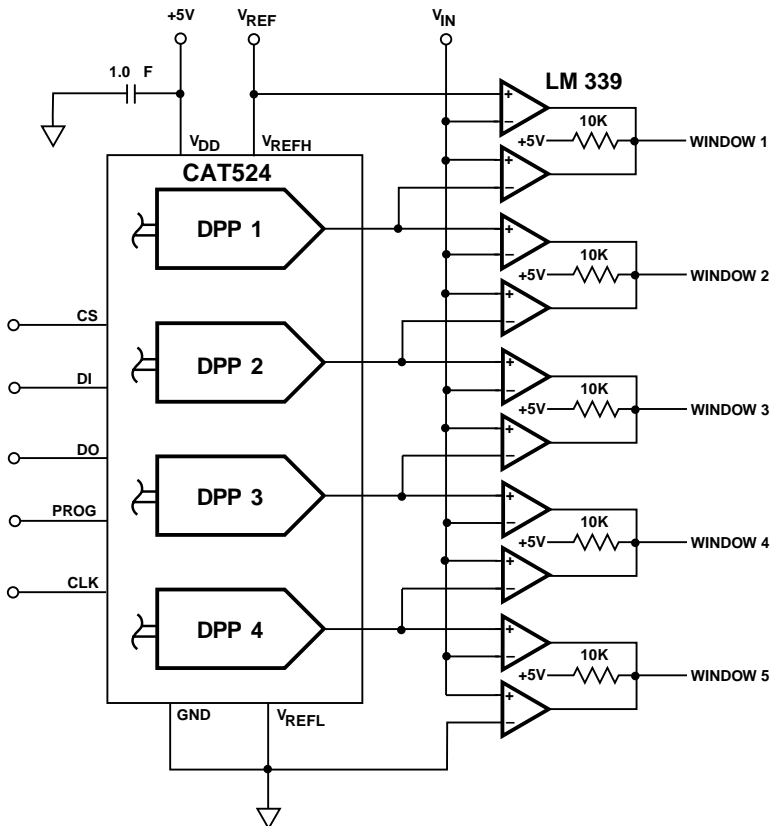 +5V
VREF
VIN
1.0 F
LM 339
VDD
VREFH
CAT524
+
–
10K
+5V
WINDOW 1
+
–
DPP 1
+
–
10K
+5V
WINDOW 2
+
–
CS
DPP 2
+
–
DI
10K
+5V
WINDOW 3
+
–
DO
DPP 3
+
–
PROG
10K
+5V
WINDOW 4
+
–
CLK
DPP 4
+
–
10K
+5V
WINDOW 5
+
–
GND
VREFL